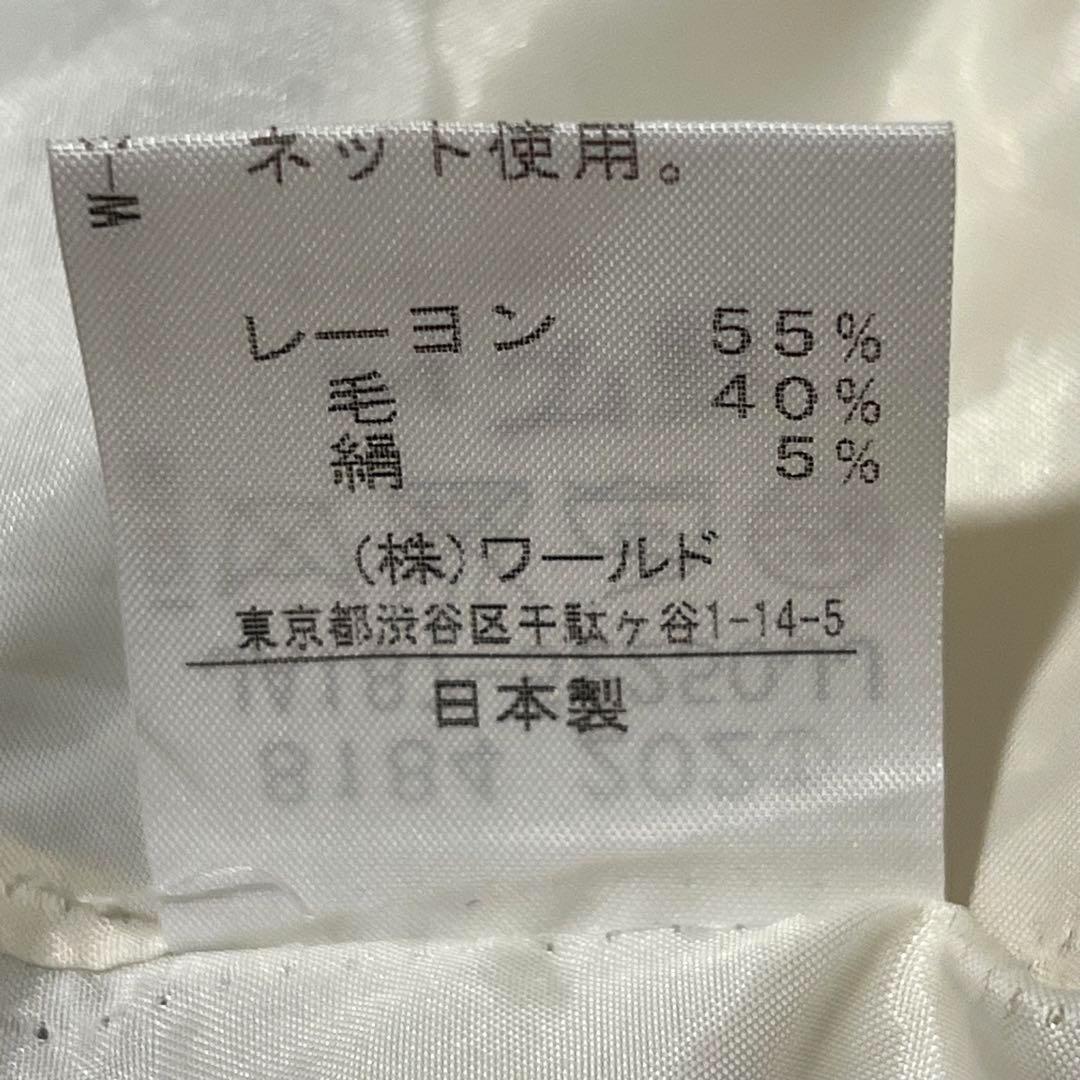 ネット使用。
レーヨン 55%
毛 40%
絹 5%
(株)ワールド
東京都渋谷区千駄ヶ谷1-14-5
日本製